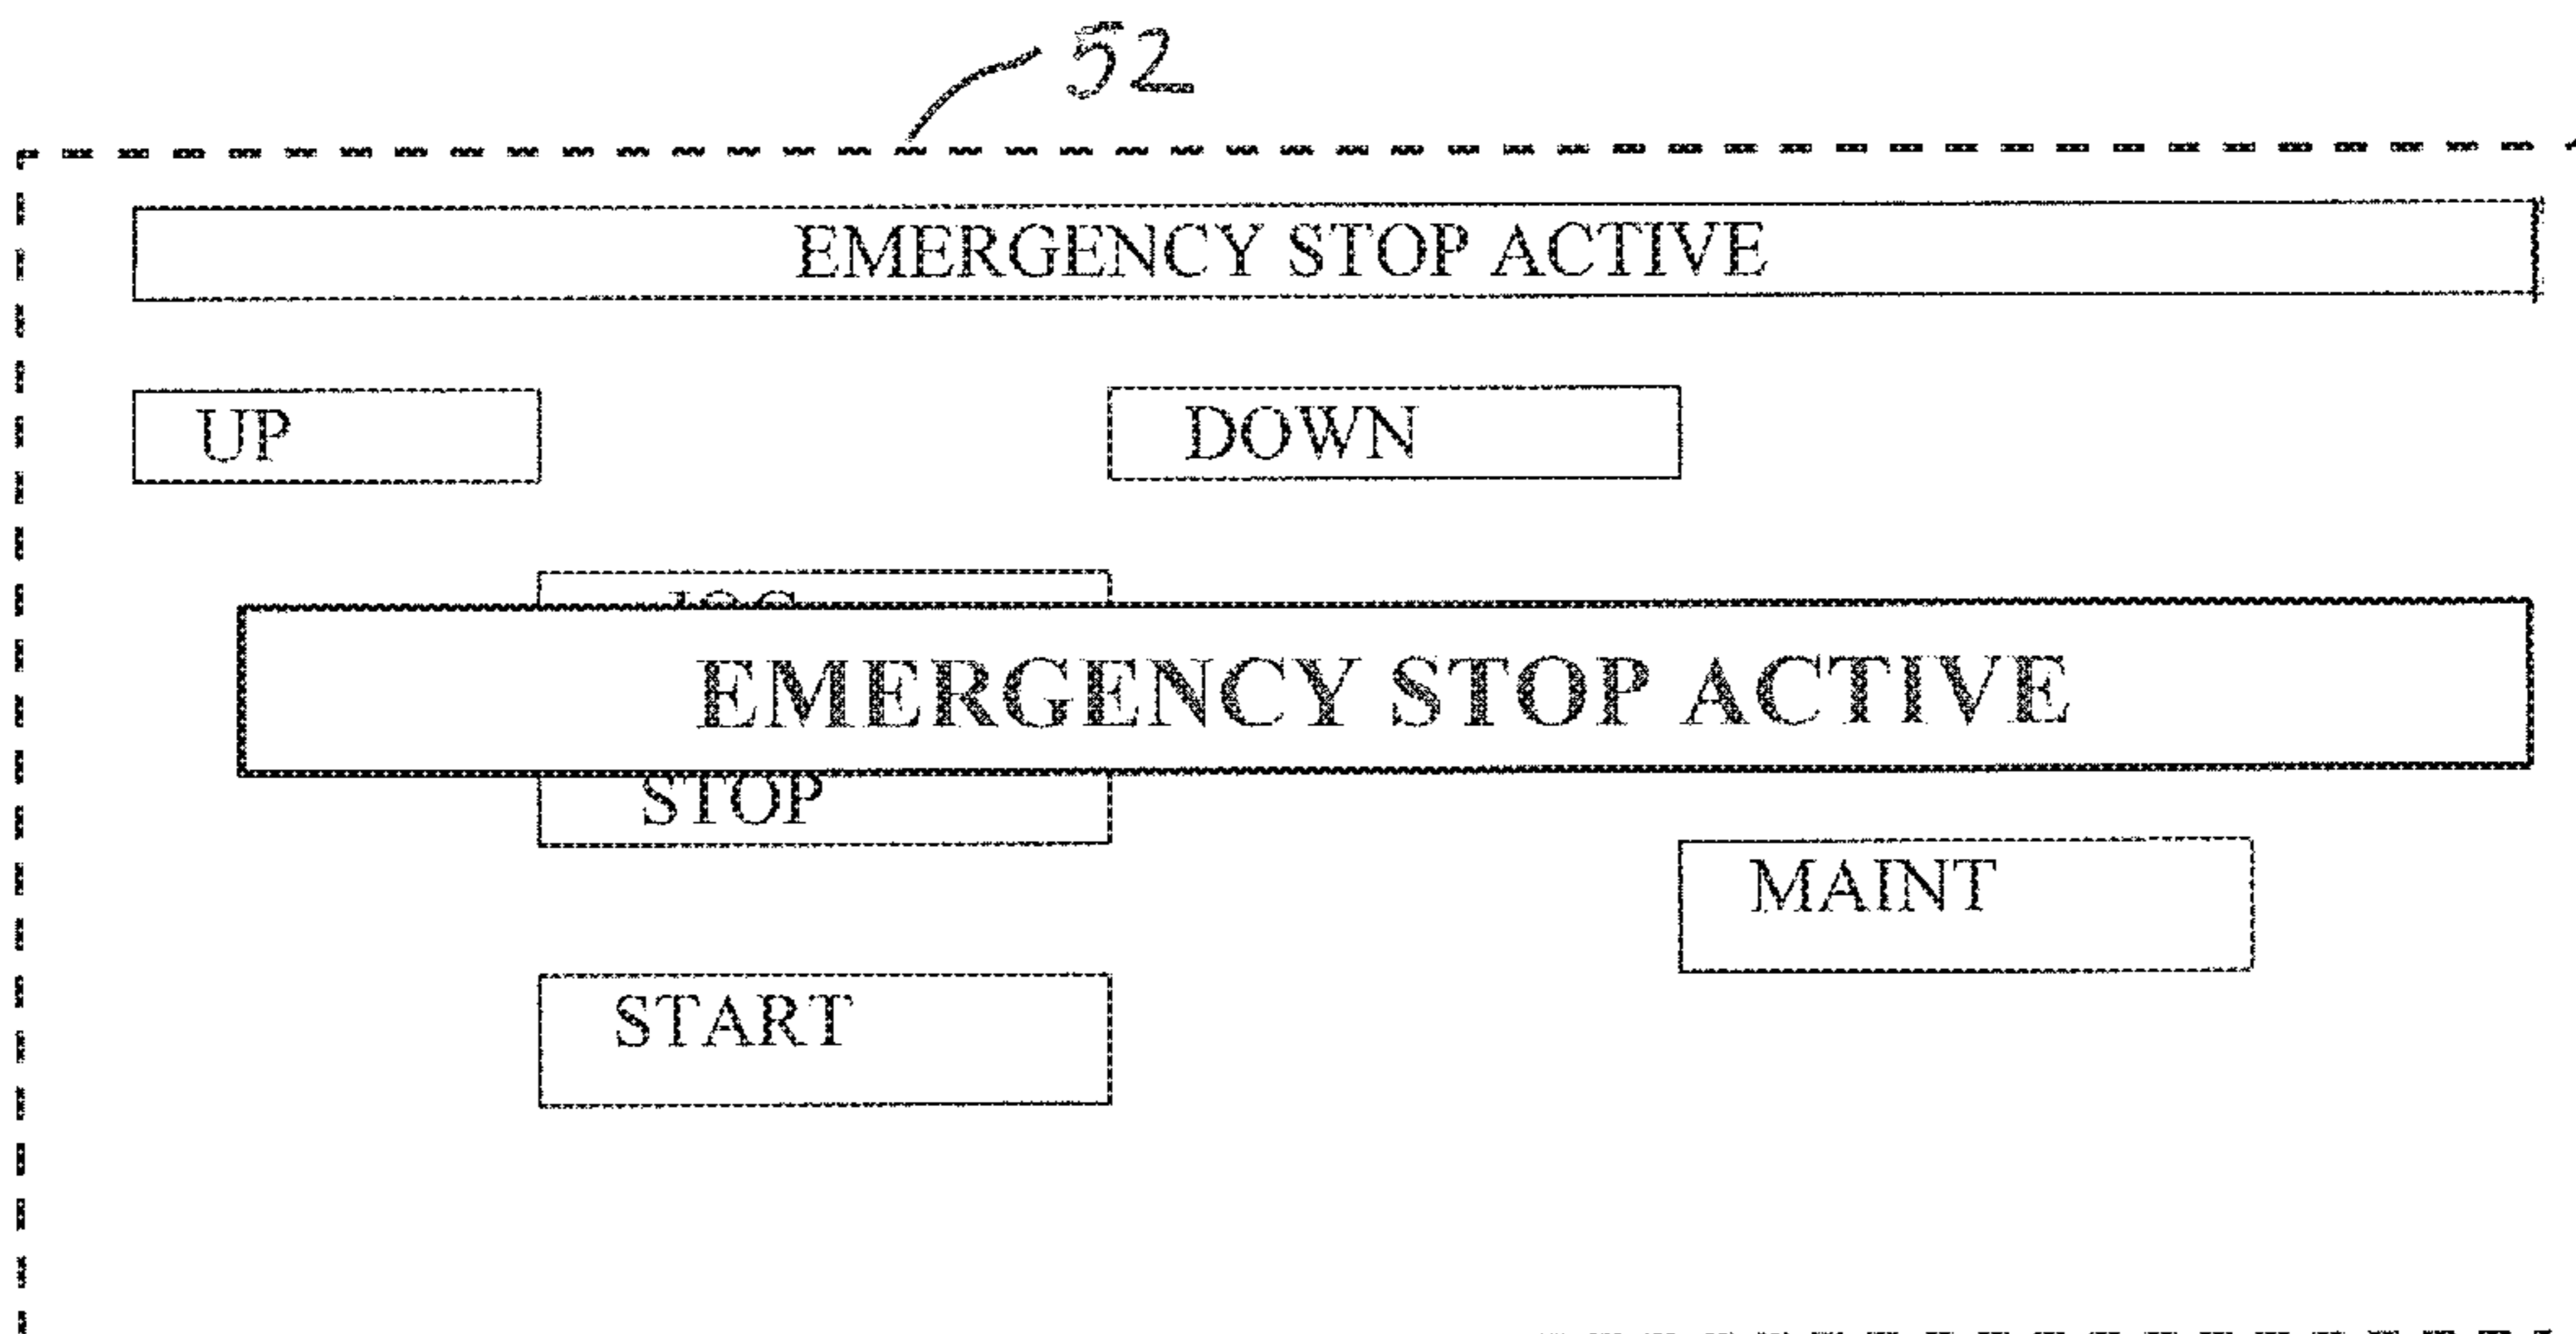 52
EMERGENCY STOP ACTIVE
UP DOWN
EMERGENCY STOP ACTIVE
STOP
MAINT
START